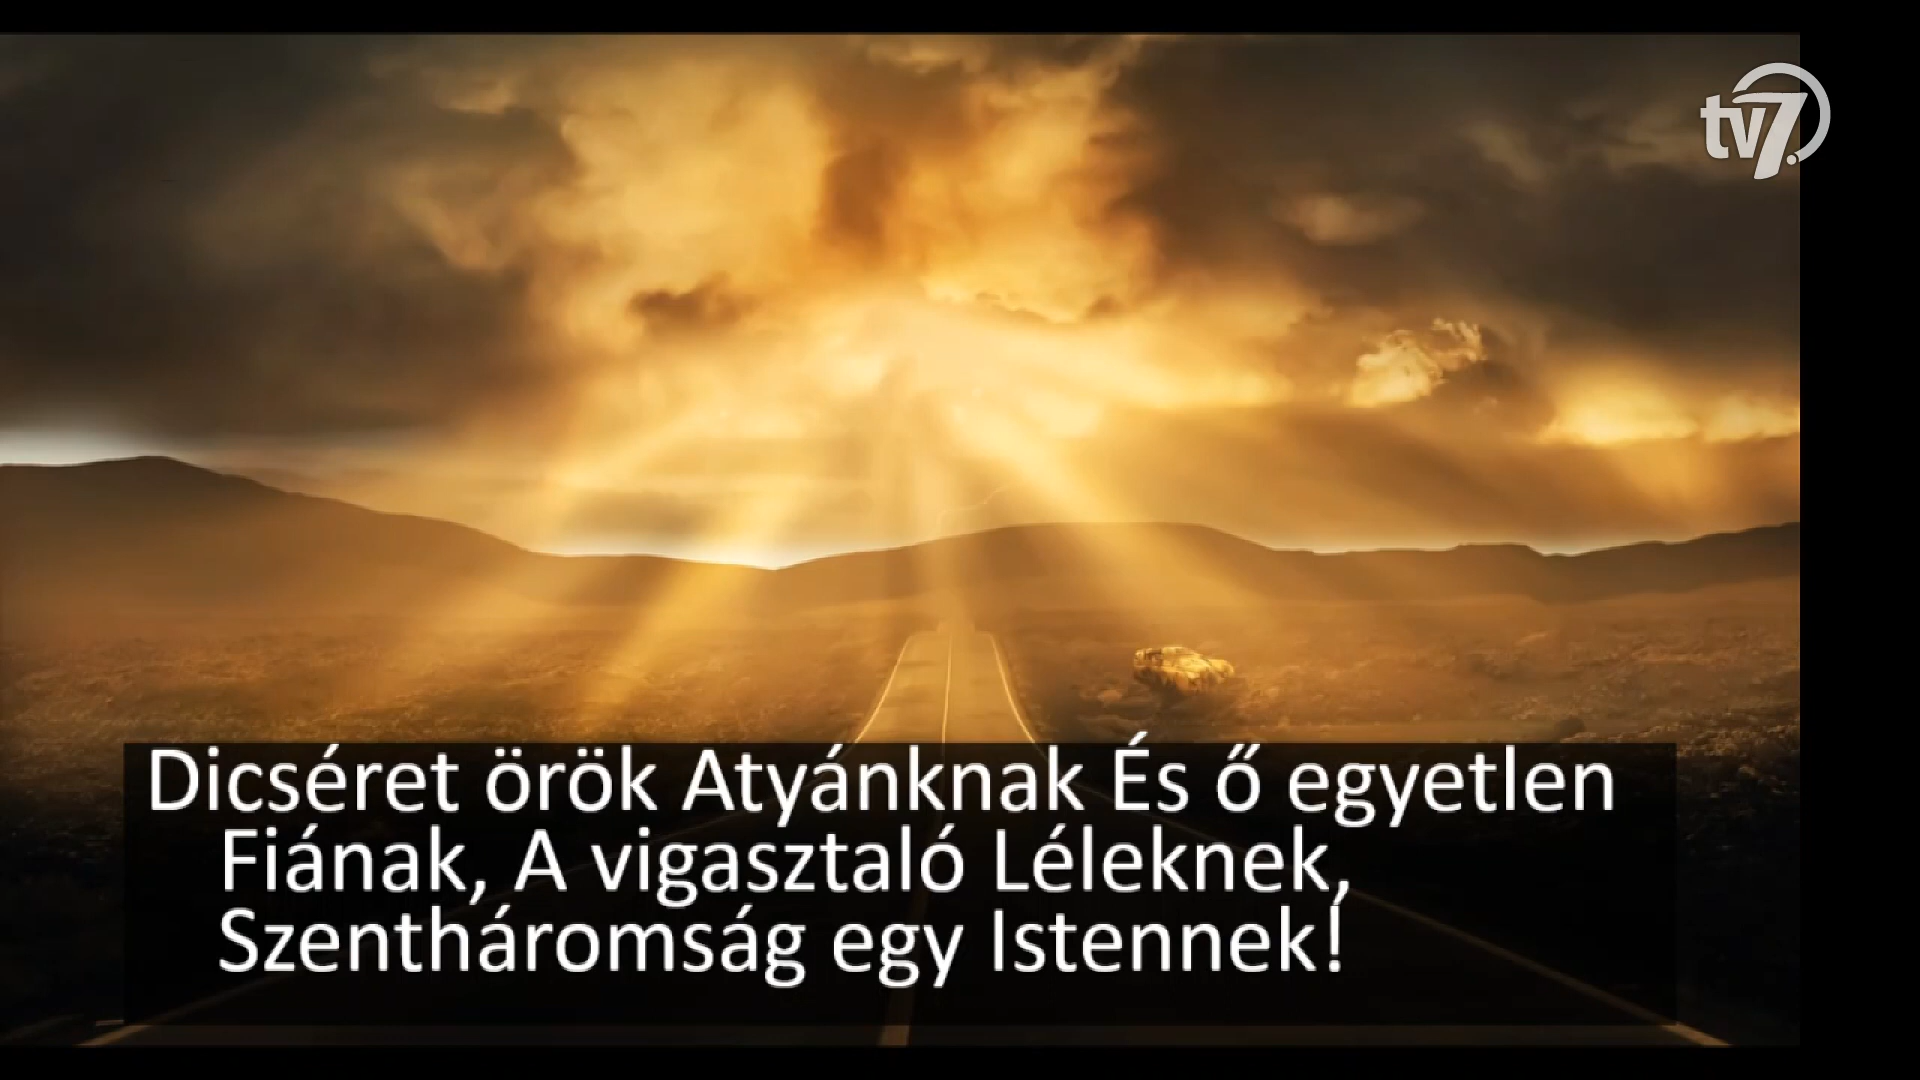 tv7
Dicséret örök Atyánknak És ő egyetlen
Fiának, A vigasztaló Léleknek,
Szentháromság egy Istennek!